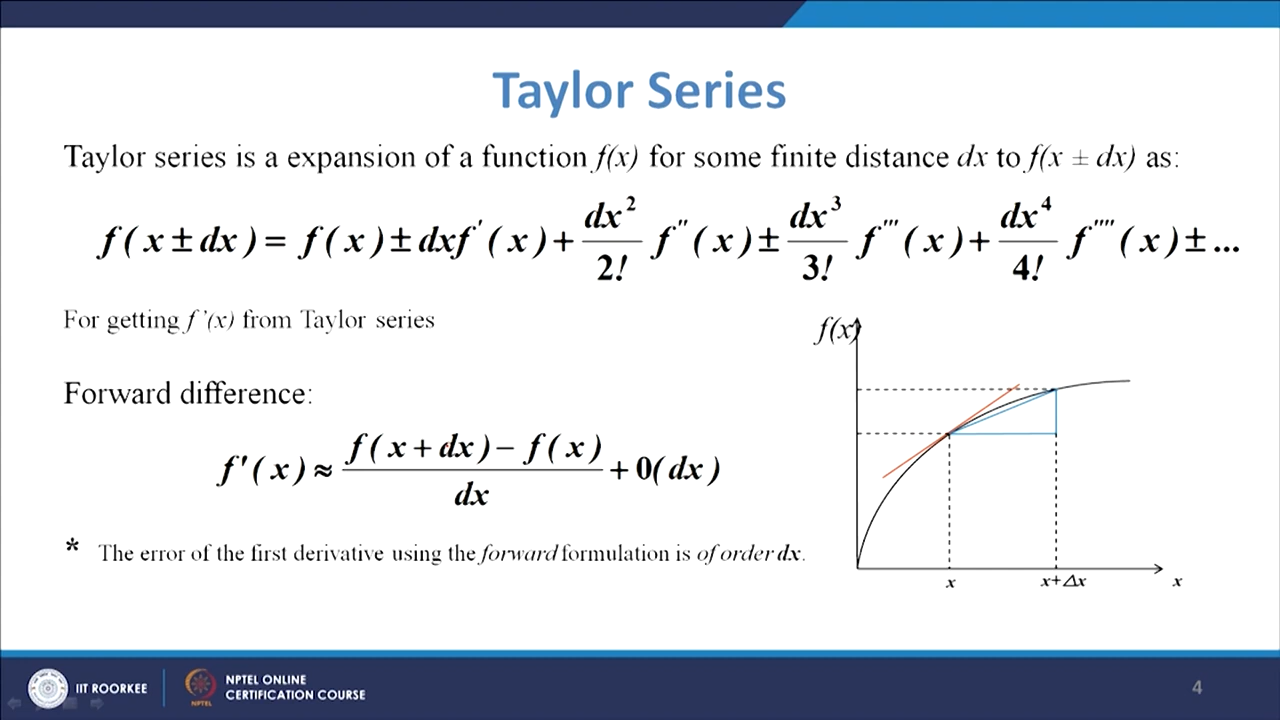 Taylor Series
Taylor series is a expansion of a function f(x) for some finite distance dx to f(x ± dx) as:
f(x±dx)= f(x)±dxf'(x)+ dx²/2! f''(x)± dx³/3! f'''(x)+ dx⁴/4! f''''(x)±...
For getting f'(x) from Taylor series
f(x)
Forward difference:
f'(x)≈ f(x+dx)− f(x) / dx +0(dx)
* The error of the first derivative using the forward formulation is of order dx.
x x+Δx x
IIT ROORKEE
NPTEL
NPTEL ONLINE
CERTIFICATION COURSE
4